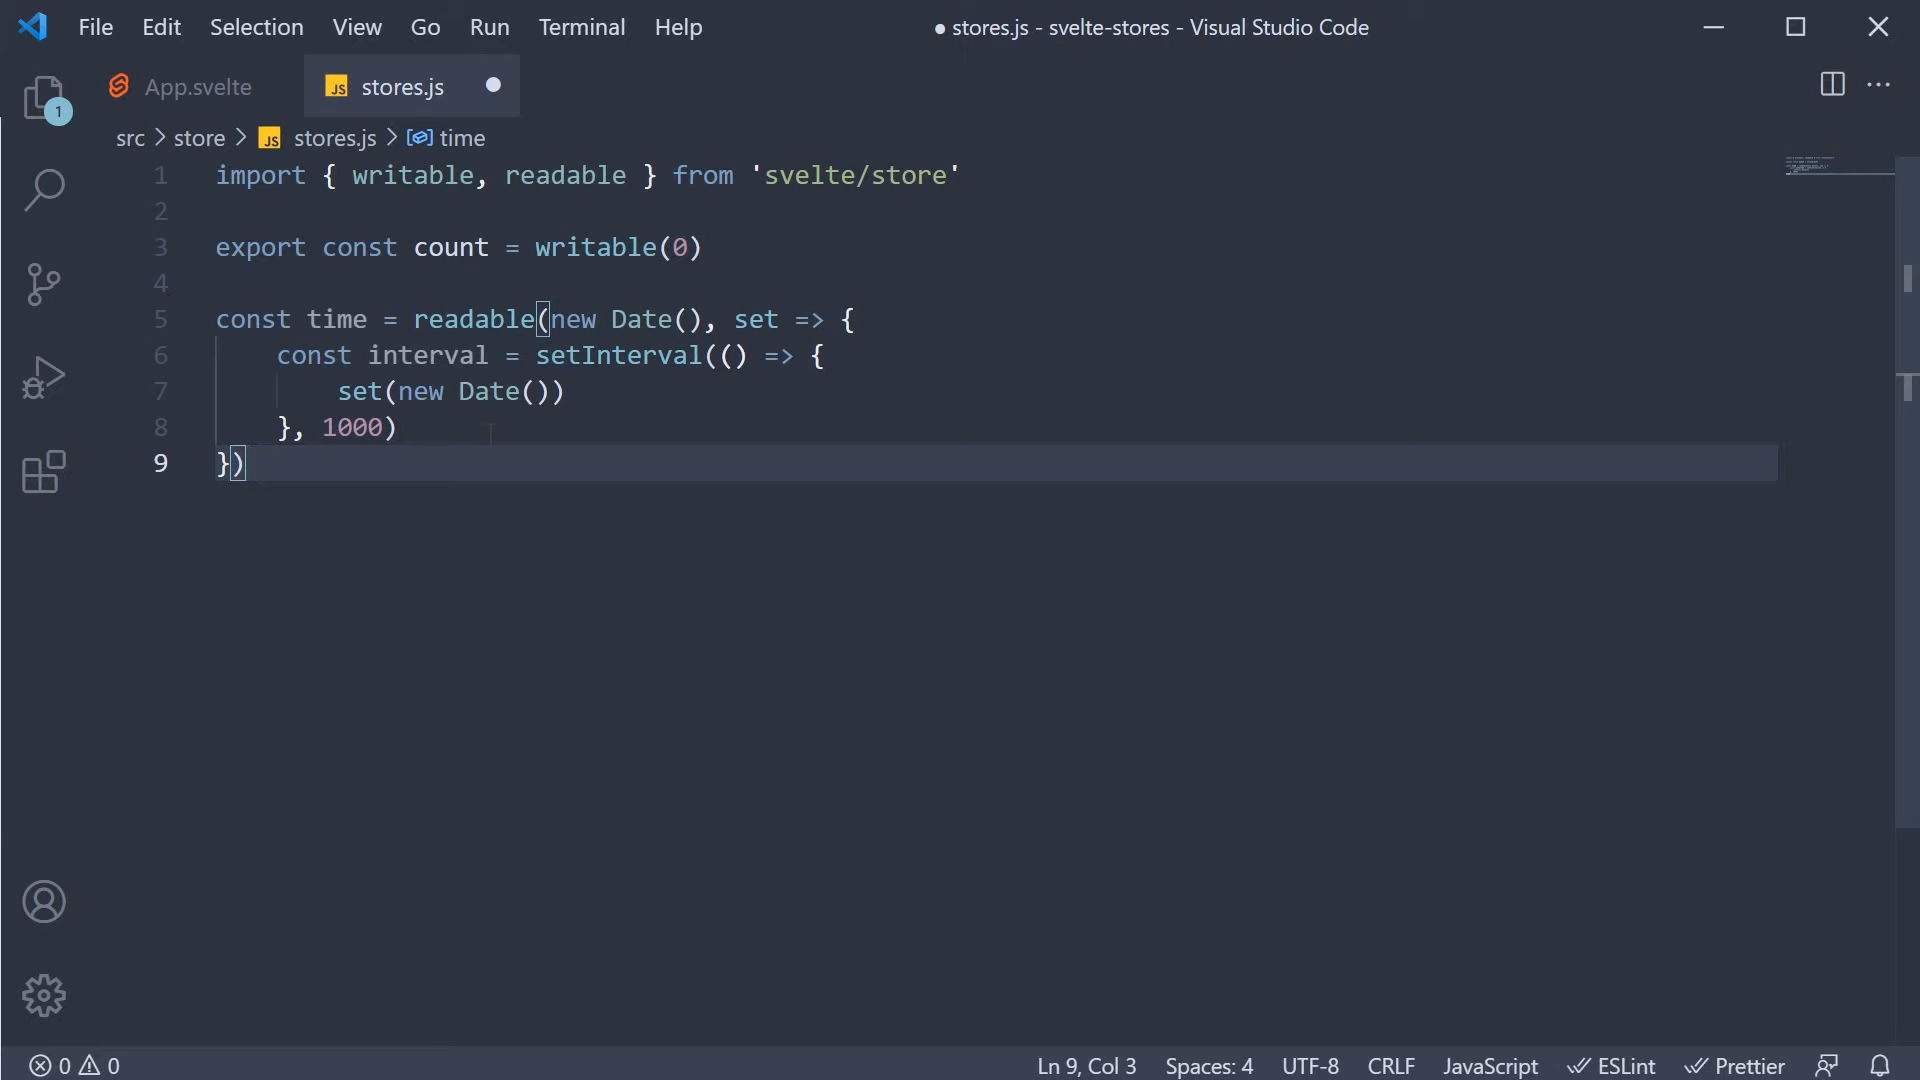 File Edit Selection View Go Run Terminal Help ● stores.js - svelte-stores - Visual Studio Code
1 App.svelte JS stores.js
src > store > JS stores.js > time
1 import { writable, readable } from 'svelte/store'
2
3 export const count = writable(0)
4
5 const time = readable(new Date(), set => {
6     const interval = setInterval(() => {
7         set(new Date())
8     }, 1000)
9 })
0 0 Ln 9, Col 3 Spaces: 4 UTF-8 CRLF JavaScript ESLint Prettier